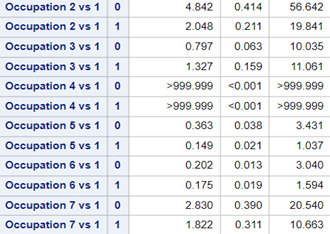 Occupation 2 vs 1 0 4.842 0.414 56.642
Occupation 2 vs 1 1 2.048 0.211 19.841
Occupation 3 vs 1 0 0.797 0.063 10.035
Occupation 3 vs 1 1 1.327 0.159 11.061
Occupation 4 vs 1 0 >999.999 <0.001 >999.999
Occupation 4 vs 1 1 >999.999 <0.001 >999.999
Occupation 5 vs 1 0 0.363 0.038 3.431
Occupation 5 vs 1 1 0.149 0.021 1.037
Occupation 6 vs 1 0 0.202 0.013 3.040
Occupation 6 vs 1 1 0.175 0.019 1.594
Occupation 7 vs 1 0 2.830 0.390 20.540
Occupation 7 vs 1 1 1.822 0.311 10.663